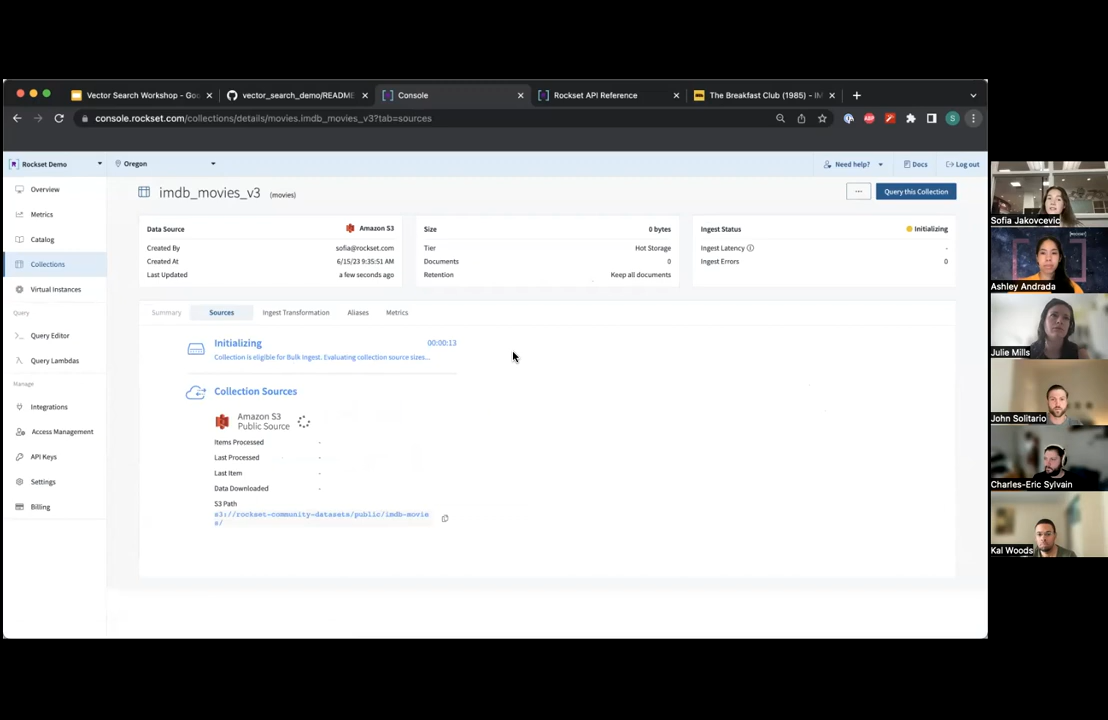 Vector Search Workshop - Goo
vector_search_demo/README
Console
Rockset API Reference
The Breakfast Club (1985) - IM
console.rockset.com/collections/details/movies.imdb_movies_v3?tab=sources
S
Rockset Demo
Oregon
Need help?
Docs
Log out
Overview
Metrics
Catalog
Collections
Virtual Instances
Query
Query Editor
Query Lambdas
Manage
Integrations
Access Management
API Keys
Settings
Billing
imdb_movies_v3 (movies)
...
Query this Collection
Data Source Amazon S3
Created By sofia@rockset.com
Created At 6/15/23 9:35:51 AM
Last Updated a few seconds ago
Size 0 bytes
Tier Hot Storage
Documents 0
Retention Keep all documents
Ingest Status Initializing
Ingest Latency -
Ingest Errors 0
Summary Sources Ingest Transformation Aliases Metrics
Initializing 00:00:13
Collection is eligible for Bulk Ingest. Evaluating collection source sizes...
Collection Sources
Amazon S3
Public Source
Items Processed -
Last Processed -
Last Item -
Data Downloaded -
S3 Path
s3://rockset-community-datasets/public/imdb-movie
s/
Sofia Jakovcevic
Ashley Andrada
Julie Mills
John Solitario
Charles-Eric Sylvain
Kal Woods